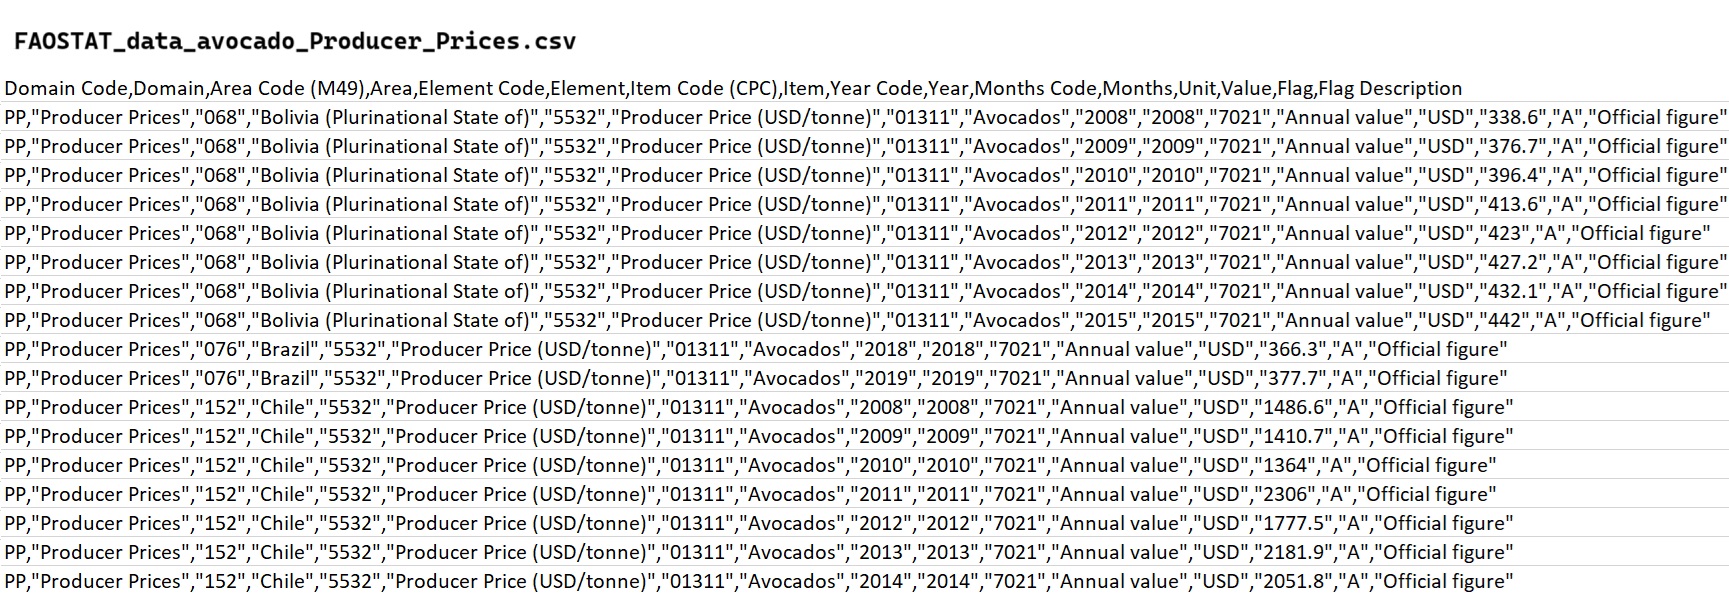 FAOSTAT_data_avocado_Producer_Prices.csv
Domain Code,Domain,Area Code (M49),Area,Element Code,Element,Item Code (CPC),Item,Year Code,Year,Months Code,Months,Unit,Value,Flag,Flag Description
PP,"Producer Prices","068","Bolivia (Plurinational State of)","5532","Producer Price (USD/tonne)","01311","Avocados","2008","2008","7021","Annual value","USD","338.6","A","Official figure"
PP,"Producer Prices","068","Bolivia (Plurinational State of)","5532","Producer Price (USD/tonne)","01311","Avocados","2009","2009","7021","Annual value","USD","376.7","A","Official figure"
PP,"Producer Prices","068","Bolivia (Plurinational State of)","5532","Producer Price (USD/tonne)","01311","Avocados","2010","2010","7021","Annual value","USD","396.4","A","Official figure"
PP,"Producer Prices","068","Bolivia (Plurinational State of)","5532","Producer Price (USD/tonne)","01311","Avocados","2011","2011","7021","Annual value","USD","413.6","A","Official figure"
PP,"Producer Prices","068","Bolivia (Plurinational State of)","5532","Producer Price (USD/tonne)","01311","Avocados","2012","2012","7021","Annual value","USD","423","A","Official figure"
PP,"Producer Prices","068","Bolivia (Plurinational State of)","5532","Producer Price (USD/tonne)","01311","Avocados","2013","2013","7021","Annual value","USD","427.2","A","Official figure"
PP,"Producer Prices","068","Bolivia (Plurinational State of)","5532","Producer Price (USD/tonne)","01311","Avocados","2014","2014","7021","Annual value","USD","432.1","A","Official figure"
PP,"Producer Prices","068","Bolivia (Plurinational State of)","5532","Producer Price (USD/tonne)","01311","Avocados","2015","2015","7021","Annual value","USD","442","A","Official figure"
PP,"Producer Prices","076","Brazil","5532","Producer Price (USD/tonne)","01311","Avocados","2018","2018","7021","Annual value","USD","366.3","A","Official figure"
PP,"Producer Prices","076","Brazil","5532","Producer Price (USD/tonne)","01311","Avocados","2019","2019","7021","Annual value","USD","377.7","A","Official figure"
PP,"Producer Prices","152","Chile","5532","Producer Price (USD/tonne)","01311","Avocados","2008","2008","7021","Annual value","USD","1486.6","A","Official figure"
PP,"Producer Prices","152","Chile","5532","Producer Price (USD/tonne)","01311","Avocados","2009","2009","7021","Annual value","USD","1410.7","A","Official figure"
PP,"Producer Prices","152","Chile","5532","Producer Price (USD/tonne)","01311","Avocados","2010","2010","7021","Annual value","USD","1364","A","Official figure"
PP,"Producer Prices","152","Chile","5532","Producer Price (USD/tonne)","01311","Avocados","2011","2011","7021","Annual value","USD","2306","A","Official figure"
PP,"Producer Prices","152","Chile","5532","Producer Price (USD/tonne)","01311","Avocados","2012","2012","7021","Annual value","USD","1777.5","A","Official figure"
PP,"Producer Prices","152","Chile","5532","Producer Price (USD/tonne)","01311","Avocados","2013","2013","7021","Annual value","USD","2181.9","A","Official figure"
PP,"Producer Prices","152","Chile","5532","Producer Price (USD/tonne)","01311","Avocados","2014","2014","7021","Annual value","USD","2051.8","A","Official figure"